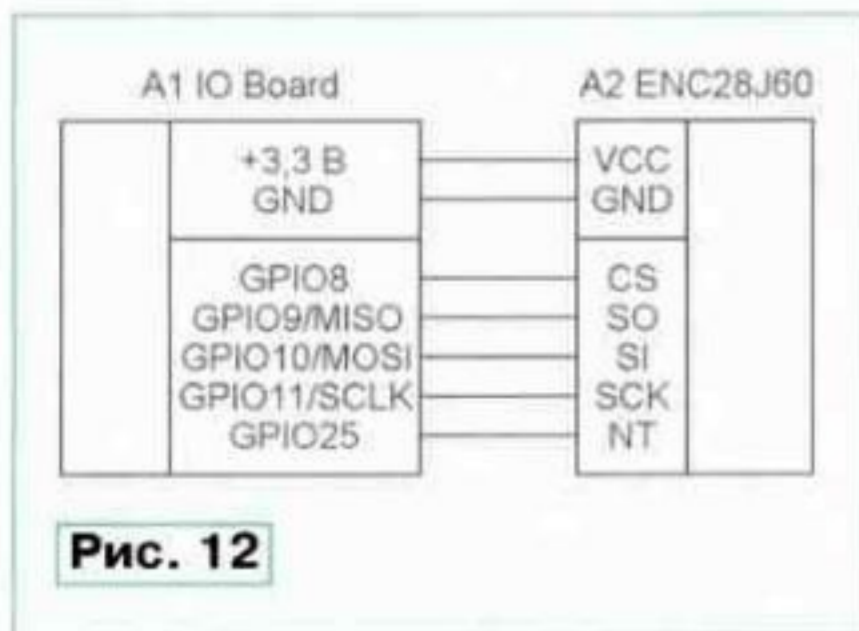 A1 IO Board
A2 ENC28J60
+3,3 В
VCC
GND
GND
GPIO8
CS
GPIO9/MISO
SO
GPIO10/MOSI
SI
GPIO11/SCLK
SCK
GPIO25
NT
Рис. 12